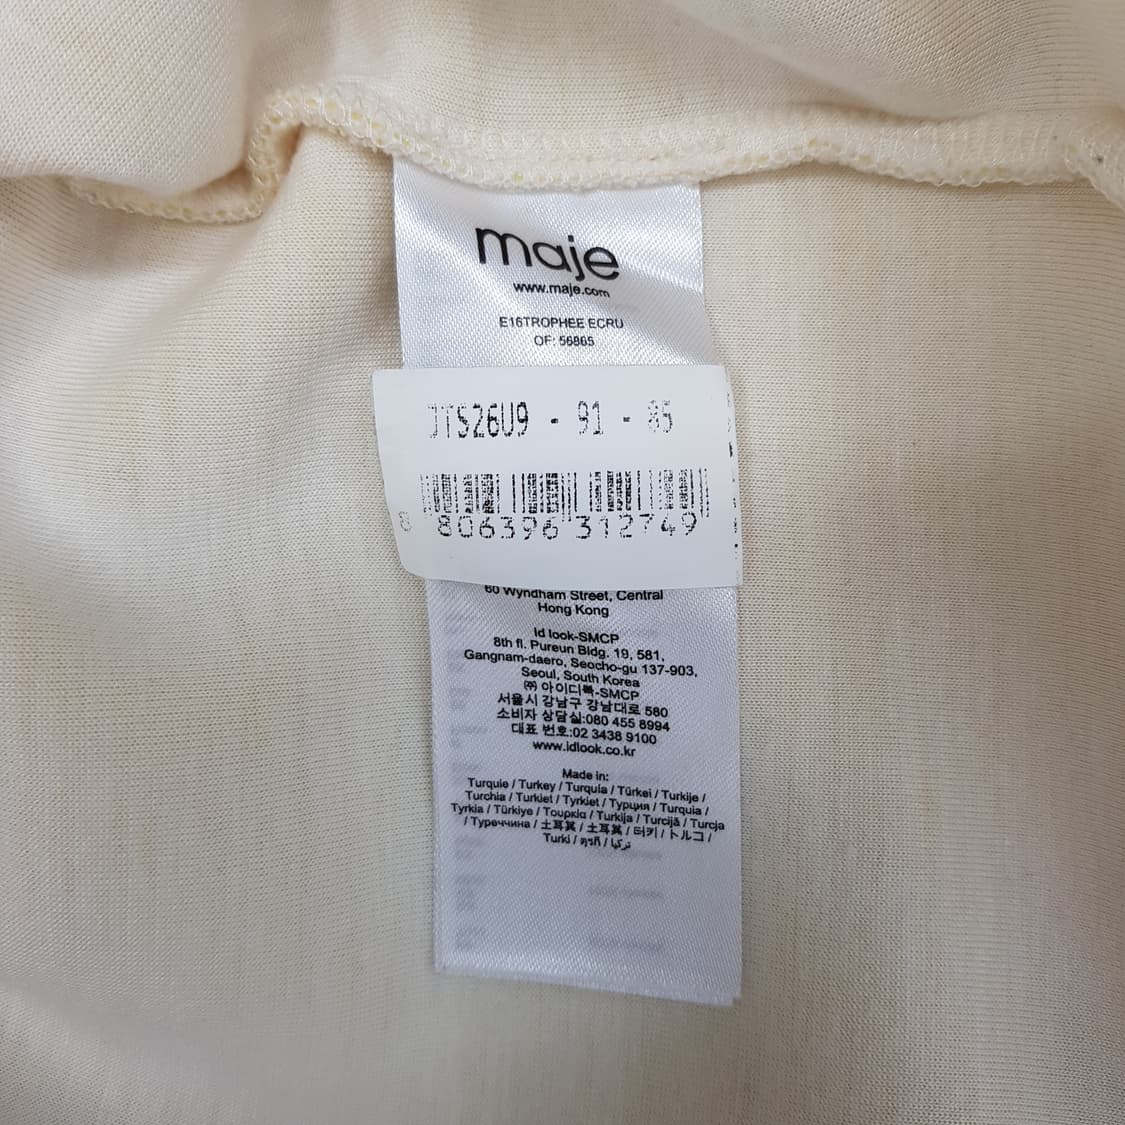 maje
www.maje.com
E16TROPHEE ECRU
OF: 56865
JTS26U9 - 91 - 85
8 806396 312749
60 Wyndham Street, Central
Hong Kong
Id look-SMCP
8th fl. Pureun Bldg. 19, 581,
Gangnam-daero, Seocho-gu 137-903,
Seoul, South Korea
㈜ 아이디룩-SMCP
서울시 강남구 강남대로 580
소비자 상담실:080 455 8994
대표 번호:02 3438 9100
www.idlook.co.kr
Made in:
Turquie / Turkey / Turquía / Türkei / Turkije /
Turchia / Turkiet / Tyrkiet / Турция / Turquia /
Tyrkia / Türkiye / Τουρκία / Turkija / Turcijā / Turcja
/ Туреччина / 土耳其 / 土耳其 / 터키 / トルコ /
Turki / ตุรกี / تركيا